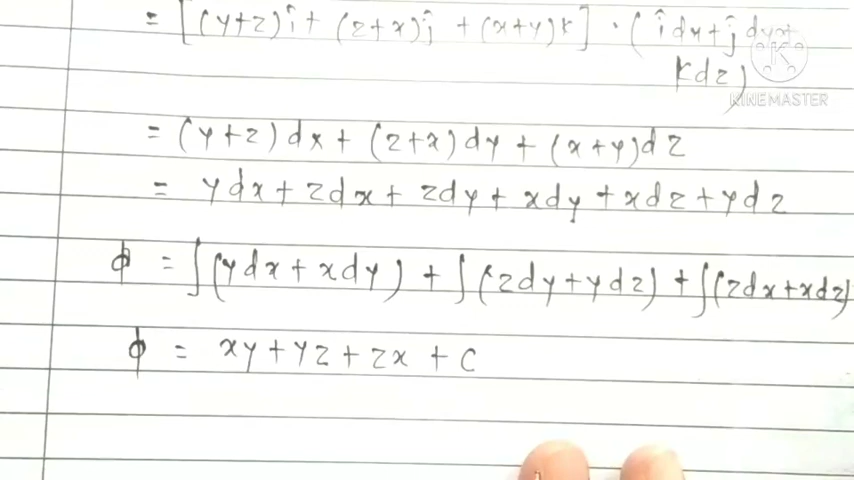 = [(y+z)î + (z+x)ĵ + (x+y)k] · (îdx+ĵdy+
kdz)
KINEMASTER
= (y+z)dx + (z+x)dy + (x+y)dz
= ydx+zdx+ zdy+xdy+xdz+ydz
ϕ = ∫(ydx+xdy) + ∫(zdy+ydz) + ∫(zdx+xdz)
ϕ = xy+yz+zx+c